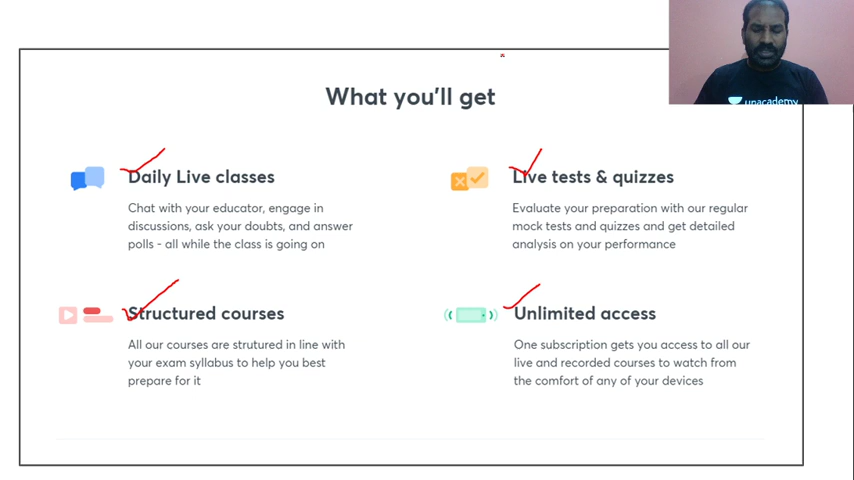 What you'll get
Daily Live classes
Chat with your educator, engage in
discussions, ask your doubts, and answer
polls - all while the class is going on
Live tests & quizzes
Evaluate your preparation with our regular
mock tests and quizzes and get detailed
analysis on your performance
Structured courses
All our courses are strutured in line with
your exam syllabus to help you best
prepare for it
Unlimited access
One subscription gets you access to all our
live and recorded courses to watch from
the comfort of any of your devices
unacademy